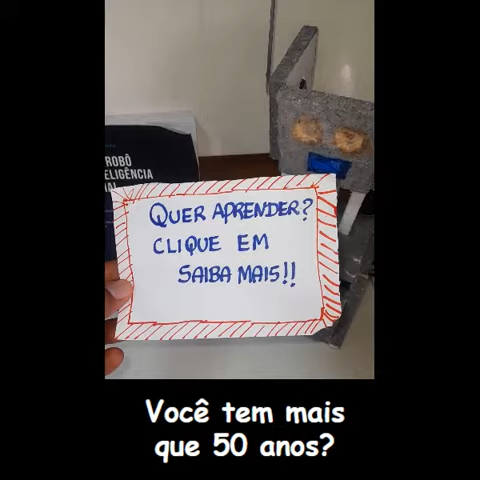 ROBÔ
ELIGÊNCIA
QUER APRENDER?
CLIQUE EM
SAIBA MAIS!!
Você tem mais
que 50 anos?